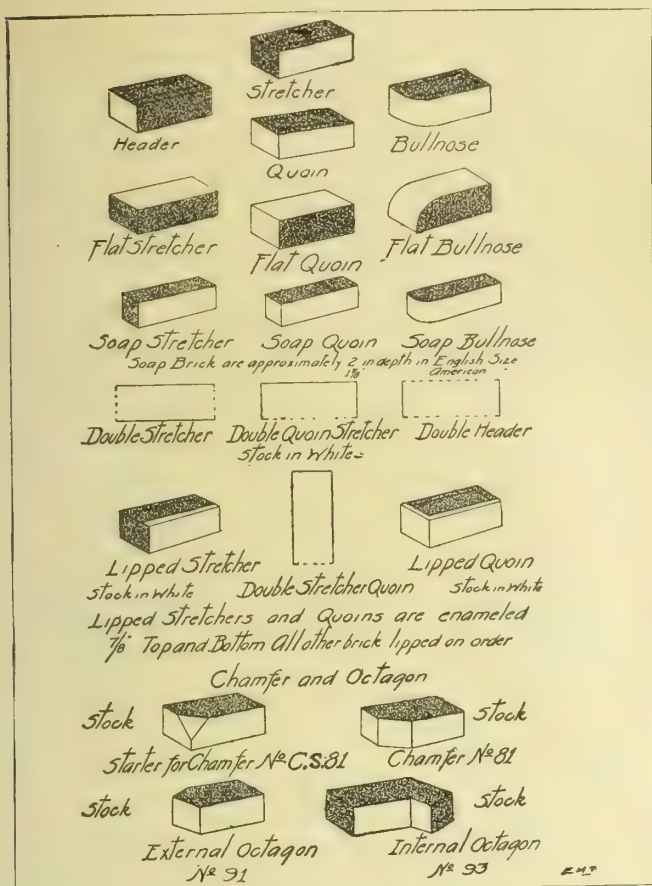 Stretcher
Header
Quoin
Bullnose
Flat Stretcher
Flat Quoin
Flat Bullnose
Soap Stretcher
Soap Quoin
Soap Bullnose
Soap Brick are approximately 2 in depth in English Size
1 7/8 American
Double Stretcher
Double Quoin Stretcher
Double Header
Stock in White
Lipped Stretcher
Lipped Quoin
Stock in White
Double Stretcher Quoin
Stock in White
Lipped Stretchers and Quoins are enameled
7/8" Top and Bottom All other brick lipped on order
Chamfer and Octagon
Stock
Stock
Starter for Chamfer No C.S. 81
Chamfer No 81
Stock
Stock
External Octagon
Internal Octagon
No 91
No 93